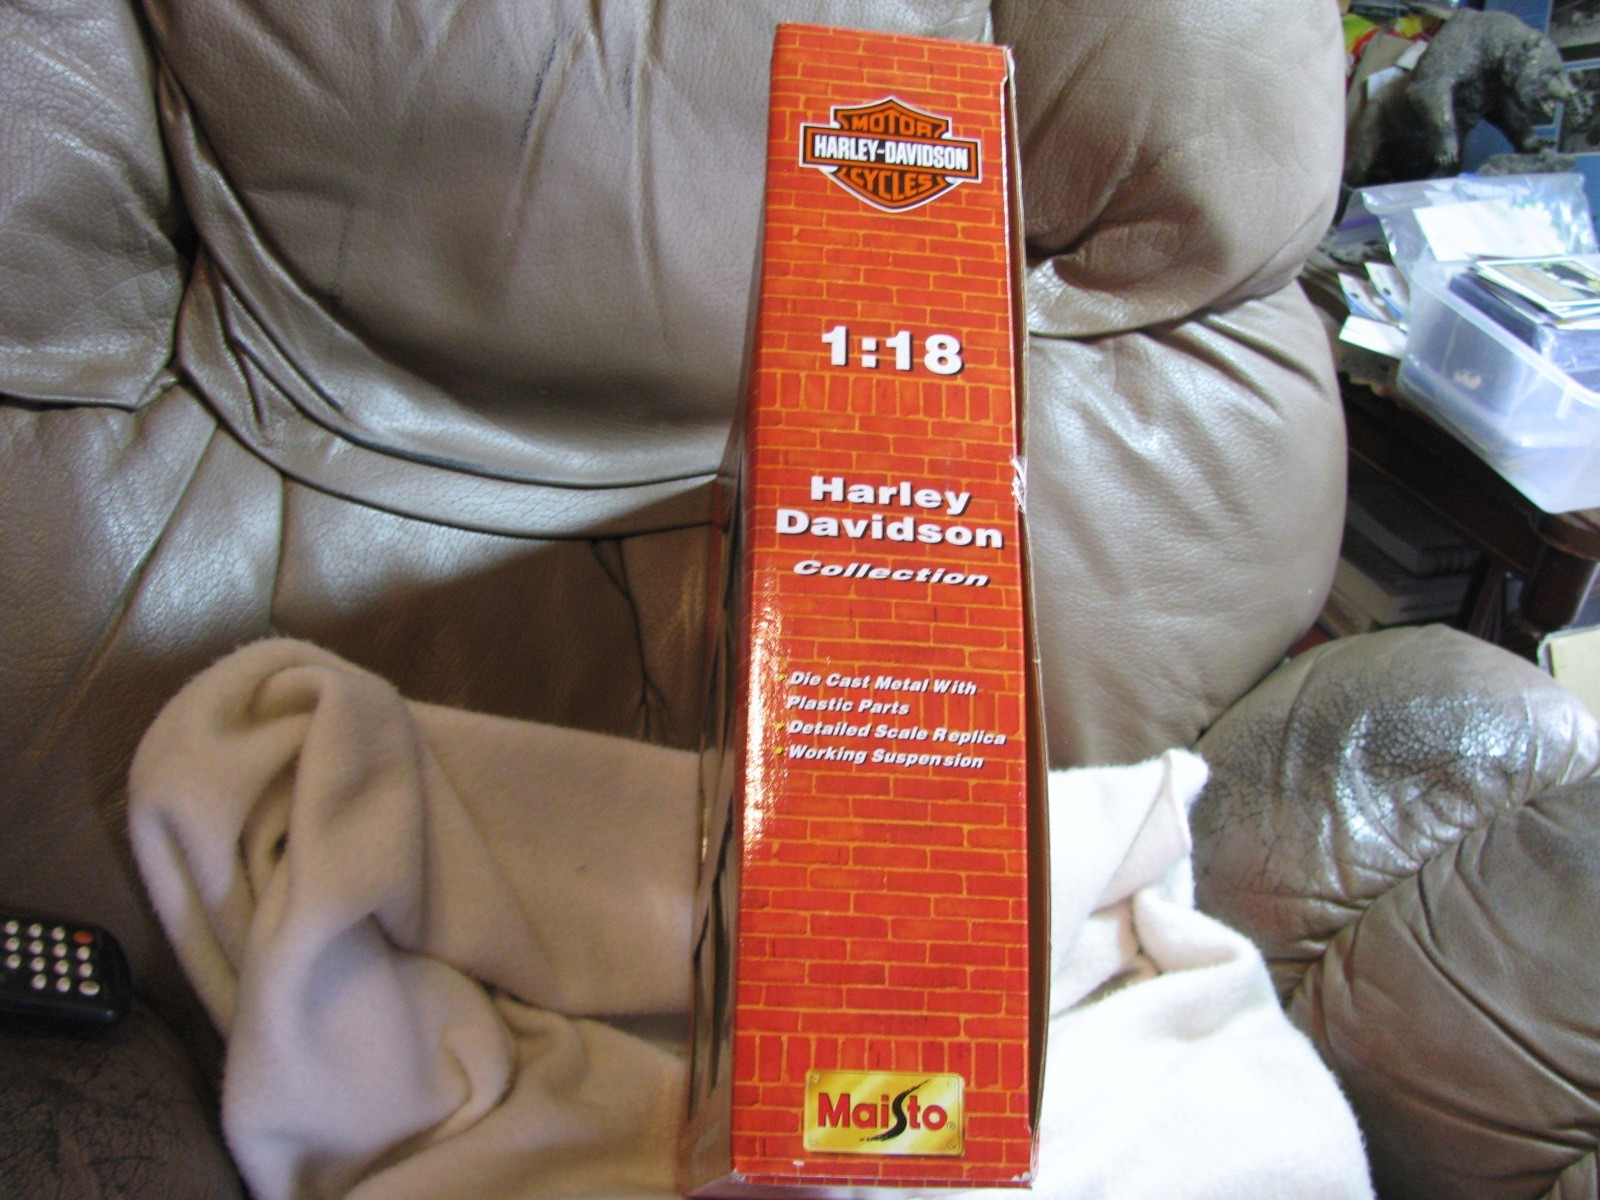 MOTOR
HARLEY-DAVIDSON
CYCLES
1:18
Harley
Davidson
Collection
• Die Cast Metal With
Plastic Parts
• Detailed Scale Replica
• Working Suspension
Maisto®